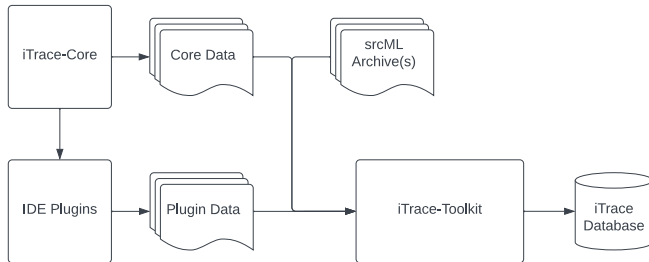 iTrace-Core
Core Data
srcML
Archive(s)
IDE Plugins
Plugin Data
iTrace-Toolkit
iTrace
Database